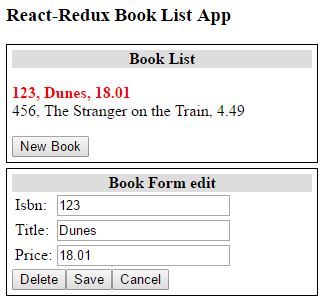 React-Redux Book List App
Book List
123, Dunes, 18.01
456, The Stranger on the Train, 4.49
New Book
Book Form edit
Isbn: 123
Title: Dunes
Price: 18.01
Delete Save Cancel